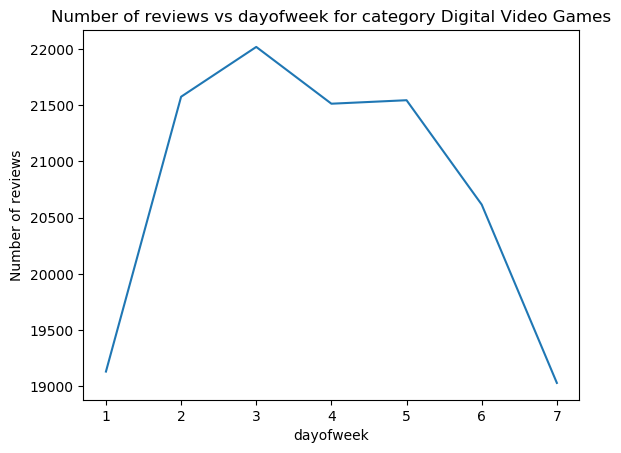 Number of reviews vs dayofweek for category Digital Video Games
Number of reviews
22000
21500
21000
20500
20000
19500
19000
1 2 3 4 5 6 7
dayofweek